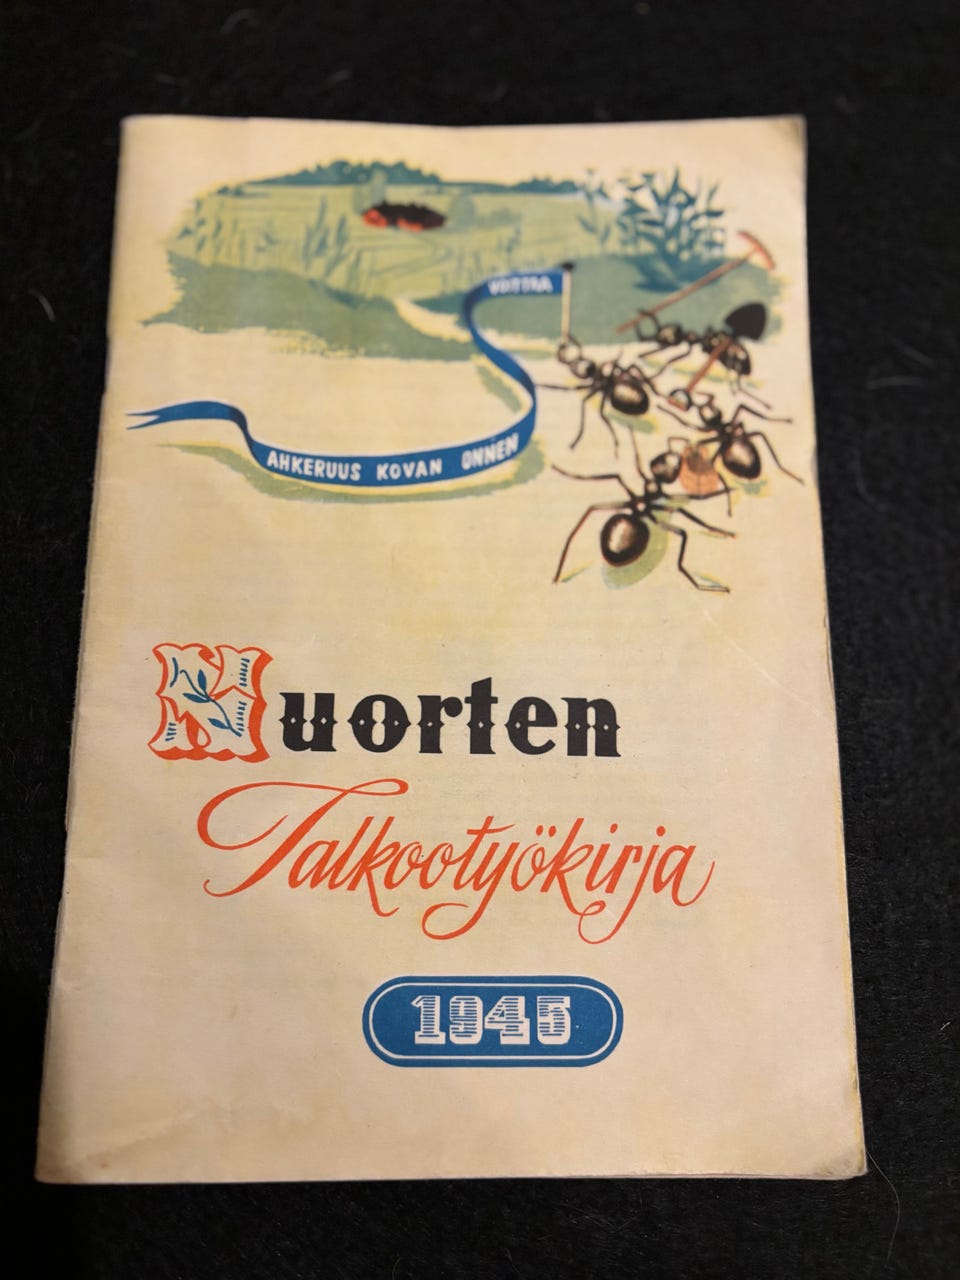 AHKERUUS KOVAN ONNEN VOITTAA
Nuorten
Talkootyökirja
1945